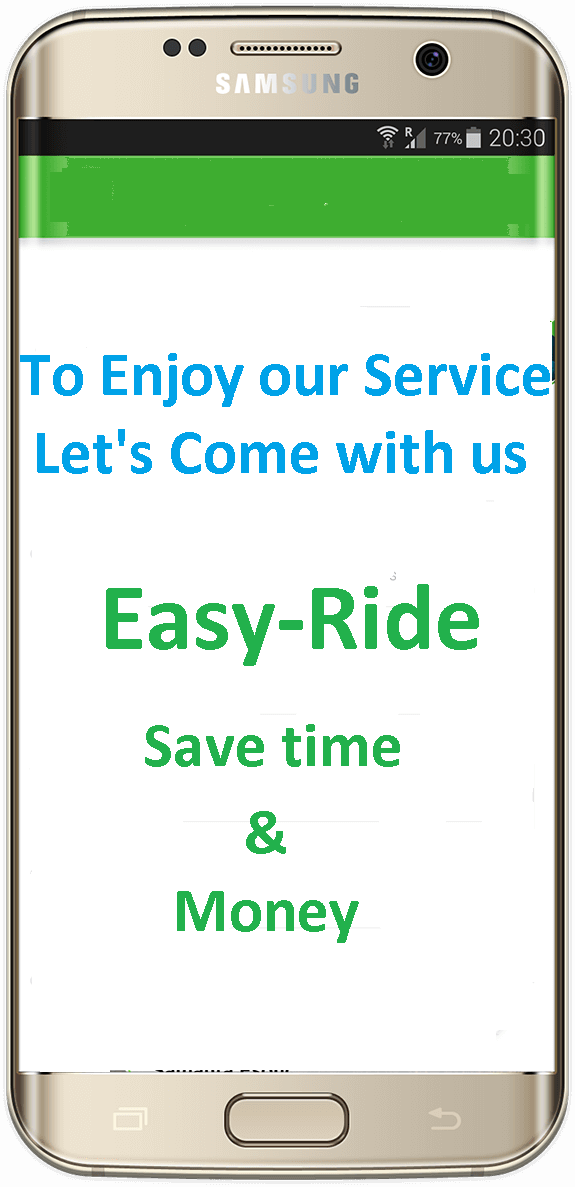 SAMSUNG
R 77% 20:30
To Enjoy our Service
Let's Come with us
Easy-Ride
Save time
&
Money